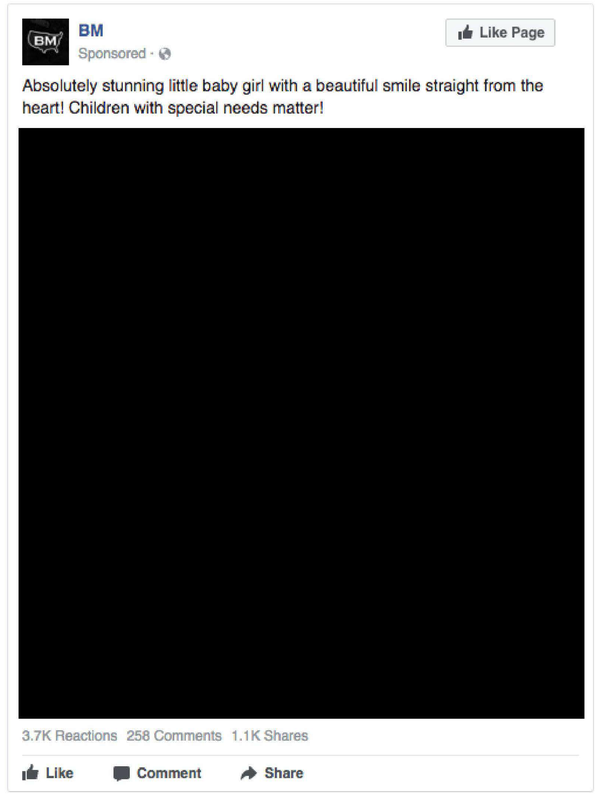 BM
BM
Like Page
Sponsored ·
Absolutely stunning little baby girl with a beautiful smile straight from the
heart! Children with special needs matter!
3.7K Reactions 258 Comments 1.1K Shares
Like Comment Share